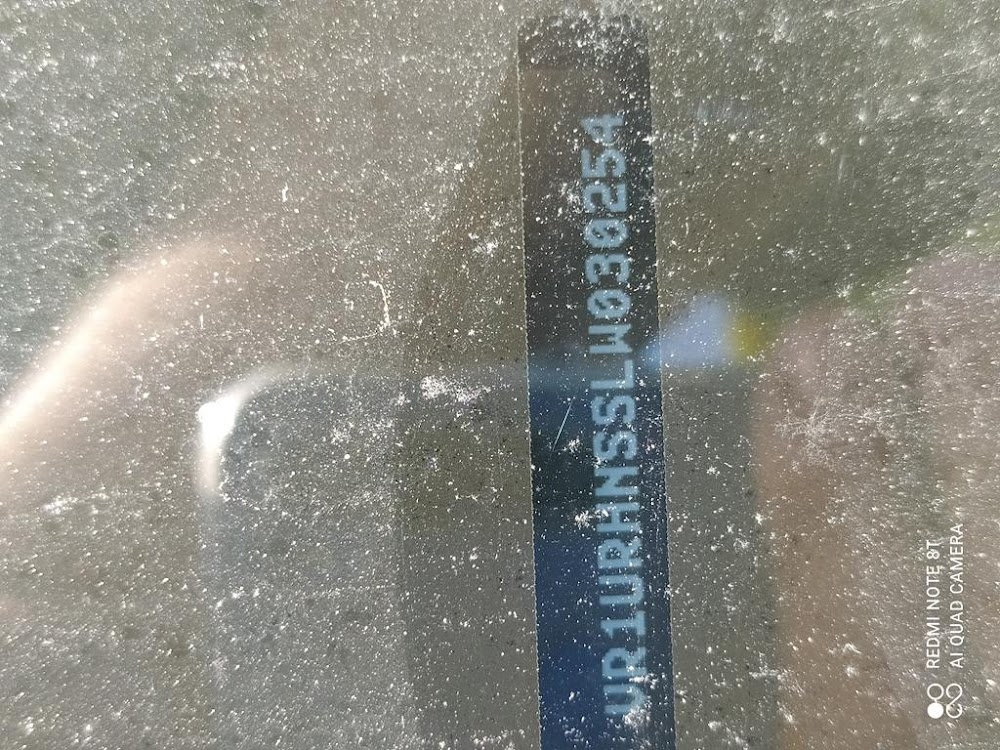 VR1URHNSSLW030254
REDMI NOTE 8T
AI QUAD CAMERA